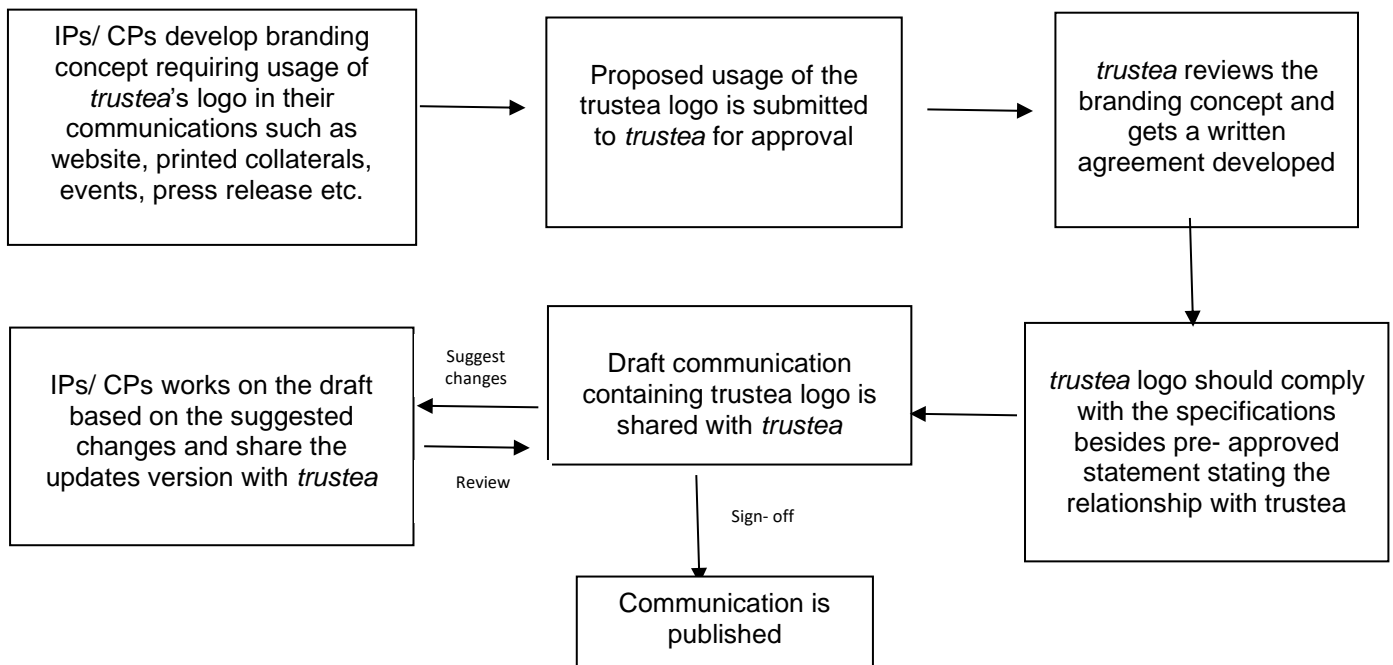 IPs/ CPs develop branding
concept requiring usage of
trustea's logo in their
communications such as
website, printed collaterals,
events, press release etc.
Proposed usage of the
trustea logo is submitted
to trustea for approval
trustea reviews the
branding concept and
gets a written
agreement developed
trustea logo should comply
with the specifications
besides pre- approved
statement stating the
relationship with trustea
Draft communication
containing trustea logo is
shared with trustea
Suggest
changes
IPs/ CPs works on the draft
based on the suggested
changes and share the
updates version with trustea
Review
Sign- off
Communication is
published